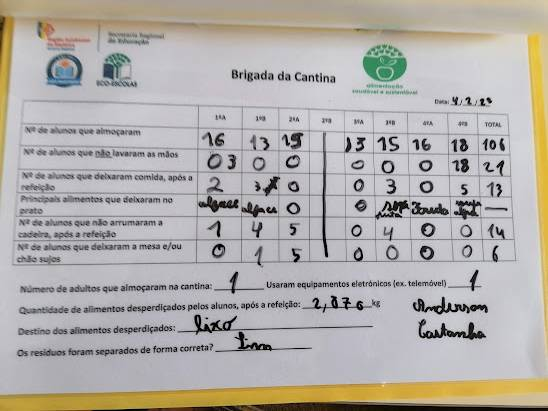 Região Autónoma da Madeira
Secretaria Regional de Educação
ECO-ESCOLAS
Brigada da Cantina
alimentação saudável e sustentável
Data: 4/2/25
1ºA 1ºB 2ºA 2ºB 3ºA 3ºB 4ºA 4ºB TOTAL
Nº de alunos que almoçaram 16 13 15 13 15 16 18 106
Nº de alunos que não lavaram as mãos 03 0 0 0 0 0 18 21
Nº de alunos que deixaram comida, após a refeição 2 3 0 0 3 0 5 13
Principais alimentos que deixaram no prato alface alface 0 0 sopa
Nº de alunos que não arrumaram a cadeira, após a refeição 1 4 5 0 4 0 0 14
Nº de alunos que deixaram a mesa e/ou chão sujos 0 1 5 0 0 0 0 6
Número de adultos que almoçaram na cantina: 1 Usaram equipamentos eletrónicos (ex. telemóvel) 1
Quantidade de alimentos desperdiçados pelos alunos, após a refeição: 2,876 kg
Anderson
Castanha
Destino dos alimentos desperdiçados: lixo
Os resíduos foram separados de forma correta?